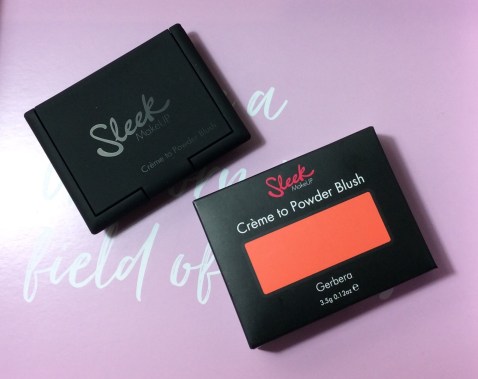 a
Sleek
MakeUP
Crème to Powder Blush
field of
Sleek
MakeUP
Crème to Powder Blush
Gerbera
3.5g 0.12oz e